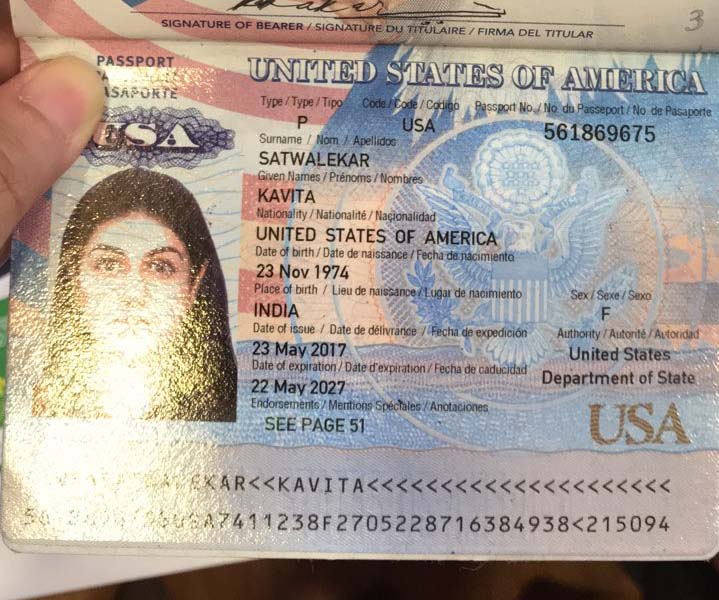 SIGNATURE OF BEARER / SIGNATURE DU TITULAIRE / FIRMA DEL TITULAR
3
PASSPORT
PASAPORTE
USA
UNITED STATES OF AMERICA
Type / Type / Tipo Code / Code / Codigo Passport No. / No. du Passeport / No. de Pasaporte
P USA 561869675
Surname / Nom / Apellidos
SATWALEKAR
Given Names / Prénoms / Nombres
KAVITA
Nationality / Nationalité / Nacionalidad
UNITED STATES OF AMERICA
Date of birth / Date de naissance / Fecha de nacimiento
23 Nov 1974
Place of birth / Lieu de naissance / Lugar de nacimiento Sex / Sexe / Sexo
INDIA F
Date of issue / Date de délivrance / Fecha de expedición Authority / Autorité / Autoridad
23 May 2017 United States
Date of expiration / Date d'expiration / Fecha de caducidad Department of State
22 May 2027
Endorsements / Mentions Spéciales / Anotaciones
SEE PAGE 51
USA
EKAR<<KAVITA<<<<<<<<<<<<<<<<<<<<<<
USA7411238F2705228716384938<215094